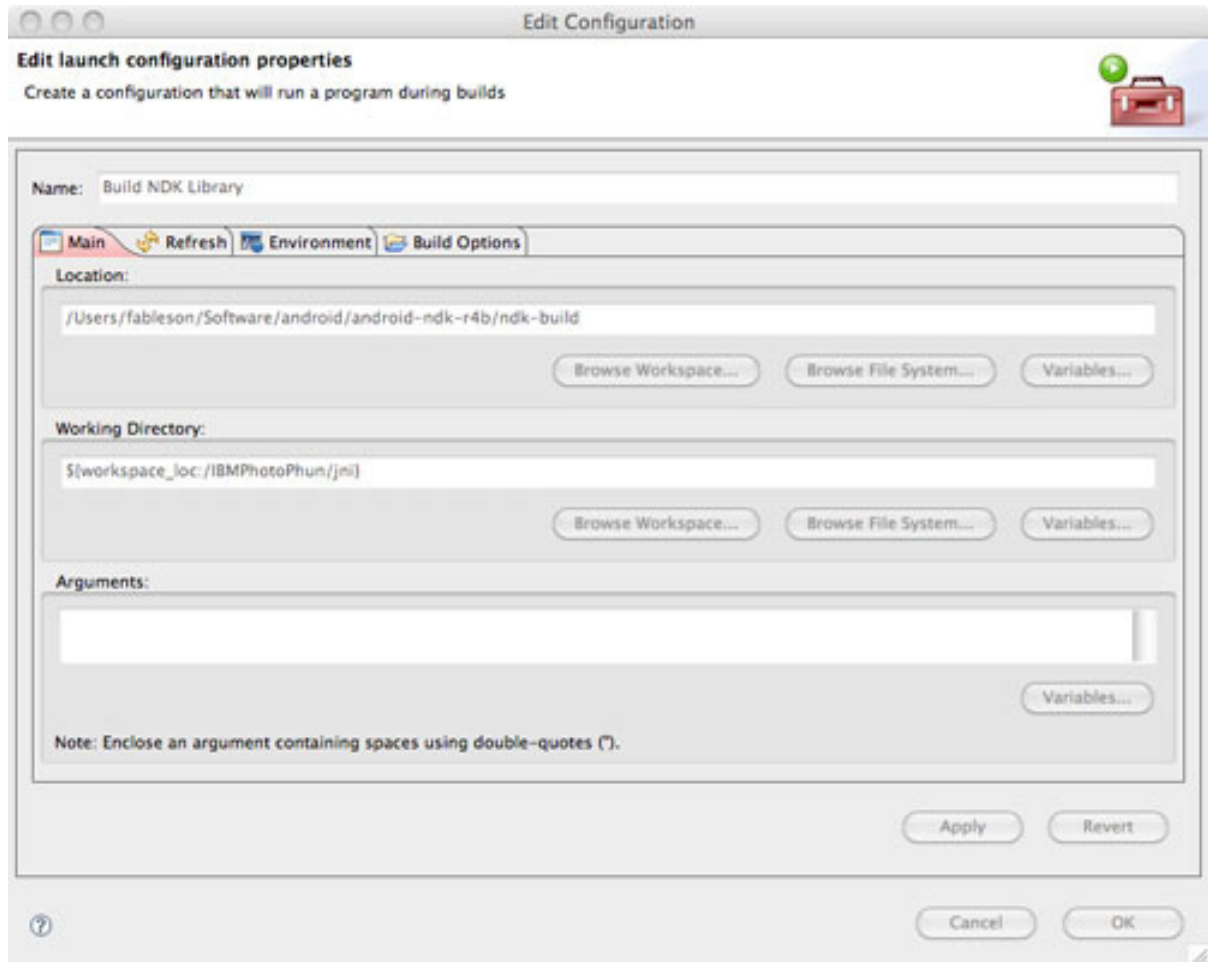 Edit Configuration
Edit launch configuration properties
Create a configuration that will run a program during builds
Name: Build NDK Library
Main Refresh Environment Build Options
Location:
/Users/fableson/Software/android/android-ndk-r4b/ndk-build
Browse Workspace... Browse File System... Variables...
Working Directory:
${workspace_loc:/IBMPhotoPhun/jni}
Browse Workspace... Browse File System... Variables...
Arguments:
Variables...
Note: Enclose an argument containing spaces using double-quotes (").
Apply Revert
? Cancel OK